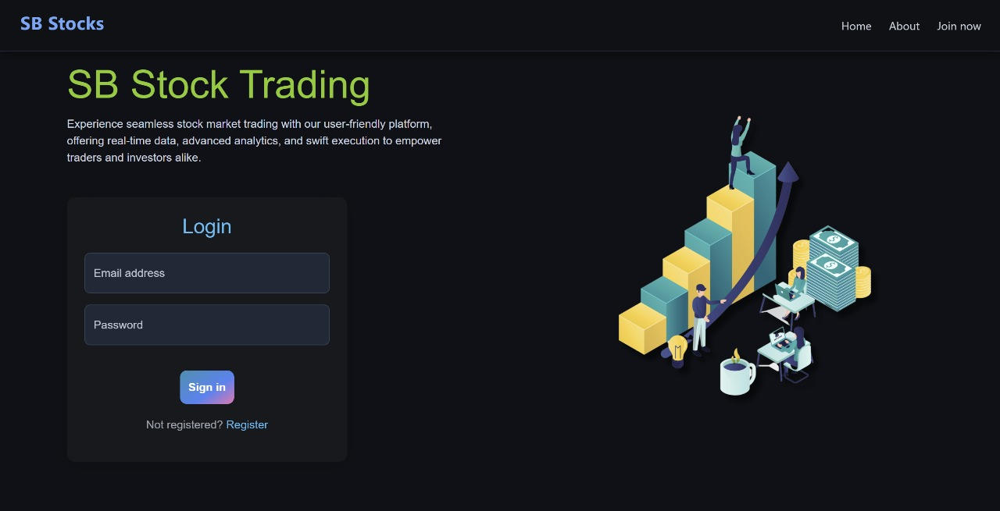 SB Stocks
Home About Join now
SB Stock Trading
Experience seamless stock market trading with our user-friendly platform,
offering real-time data, advanced analytics, and swift execution to empower
traders and investors alike.
Login
Email address
Password
Sign in
Not registered? Register